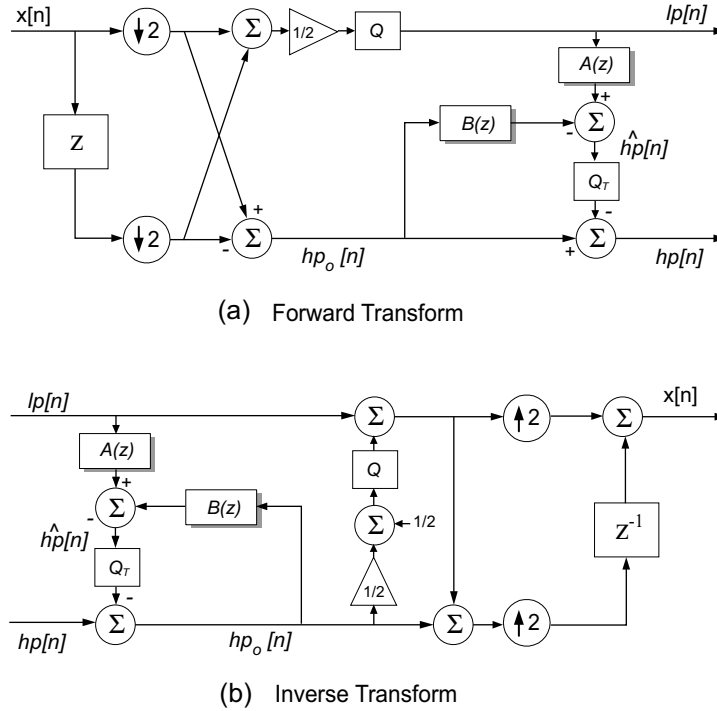 x[n]
↓2
Σ
1/2
Q
lp[n]
A(z)
+
B(z)
-
Σ
Z
ĥp[n]
Q_T
-
↓2
+
-
Σ
hp_o [n]
+
Σ
hp[n]
(a) Forward Transform
lp[n]
Σ
↑2
Σ
x[n]
A(z)
Q
+
-
Σ
B(z)
Σ
1/2
Z^-1
ĥp[n]
Q_T
1/2
-
hp[n]
Σ
hp_o [n]
Σ
↑2
(b) Inverse Transform